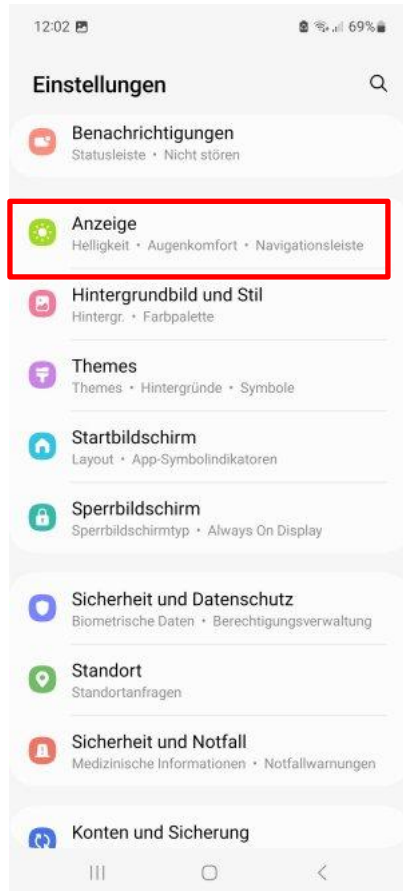 12:02 69%
Einstellungen
Benachrichtigungen
Statusleiste • Nicht stören
Anzeige
Helligkeit • Augenkomfort • Navigationsleiste
Hintergrundbild und Stil
Hintergr. • Farbpalette
Themes
Themes • Hintergründe • Symbole
Startbildschirm
Layout • App-Symbolindikatoren
Sperrbildschirm
Sperrbildschirmtyp • Always On Display
Sicherheit und Datenschutz
Biometrische Daten • Berechtigungsverwaltung
Standort
Standortanfragen
Sicherheit und Notfall
Medizinische Informationen • Notfallwarnungen
Konten und Sicherung